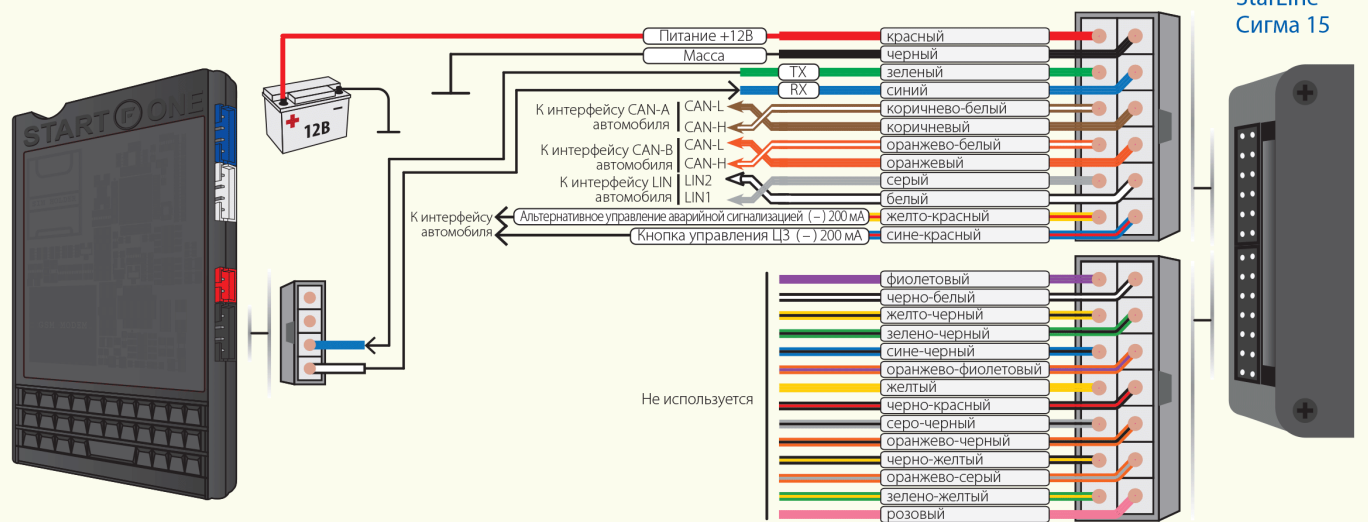 StarLine
Сигма 15
Питание +12В
красный
Масса
черный
TX
зеленый
RX
синий
К интерфейсу CAN-A
автомобиля
CAN-L
CAN-H
коричнево-белый
коричневый
К интерфейсу CAN-B
автомобиля
CAN-L
CAN-H
оранжево-белый
оранжевый
К интерфейсу LIN
автомобиля
LIN2
LIN1
серый
белый
К интерфейсу
автомобиля
Альтернативное управление аварийной сигнализацией (–) 200 мА
желто-красный
Кнопка управления ЦЗ (–) 200 мА
сине-красный
START F ONE
12В
Не используется
фиолетовый
черно-белый
желто-черный
зелено-черный
сине-черный
оранжево-фиолетовый
желтый
черно-красный
серо-черный
оранжево-черный
черно-желтый
оранжево-серый
зелено-желтый
розовый